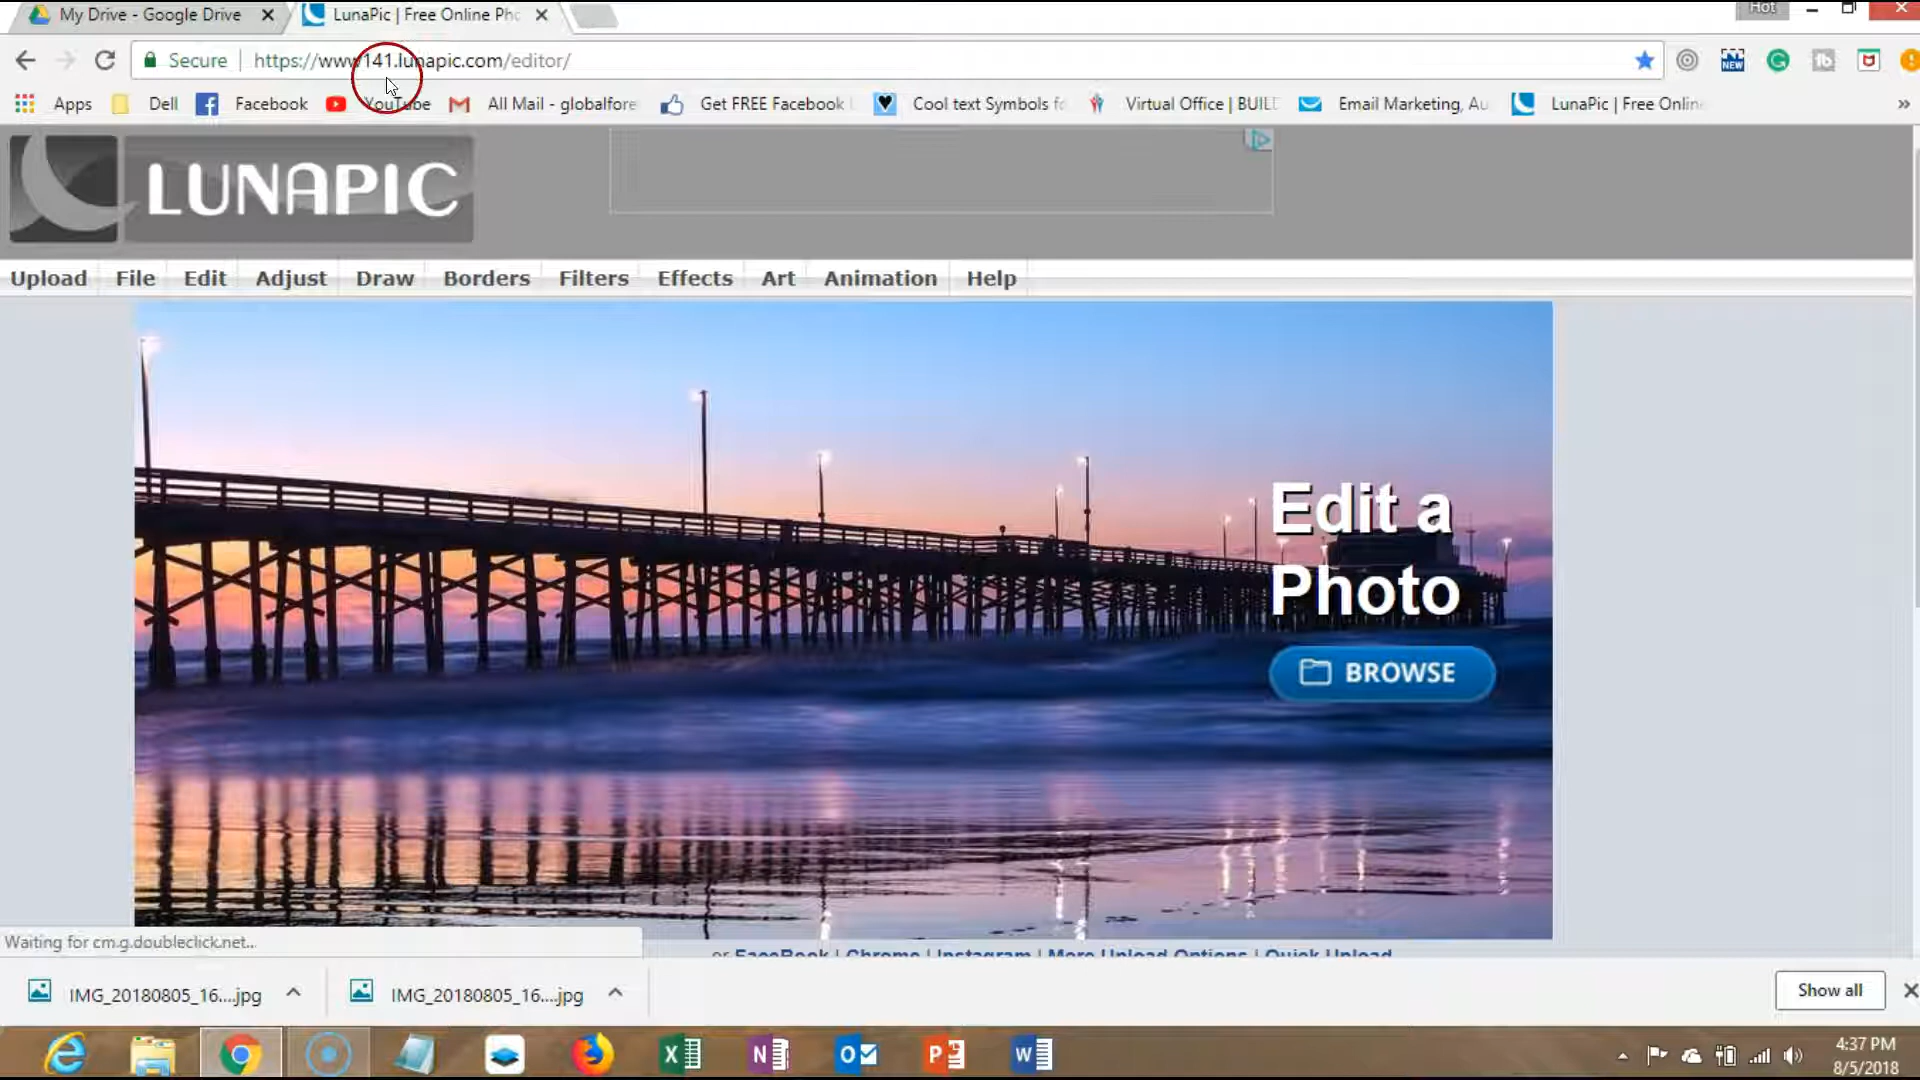 My Drive - Google Drive
LunaPic | Free Online Pho
Hot
Secure
https://www141.lunapic.com/editor/
NEW
Apps
Dell
Facebook
YouTube
All Mail - globalfore
Get FREE Facebook
Cool text Symbols fo
Virtual Office | BUILD
Email Marketing, Au
LunaPic | Free Onlin
»
LUNAPIC
Upload File Edit Adjust Draw Borders Filters Effects Art Animation Help
Edit a
Photo
BROWSE
Waiting for cm.g.doubleclick.net...
or FaceBook | Chrome | Instagram | More Upload Options | Quick Upload
IMG_20180805_16....jpg
IMG_20180805_16....jpg
Show all
4:37 PM
8/5/2018